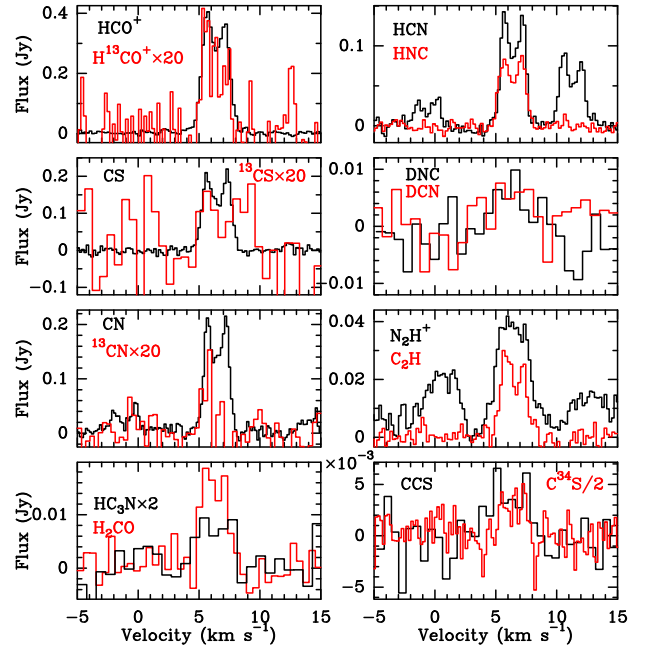 0.4
0.2
0
Flux (Jy)
HCO⁺
H¹³CO⁺×20
0.1
0
HCN
HNC
0.2
0.1
0
−0.1
Flux (Jy)
CS
¹³CS×20
0.01
0
−0.01
DNC
DCN
0.2
0.1
0
Flux (Jy)
CN
¹³CN×20
0.04
0.02
0
N₂H⁺
C₂H
0.01
0
Flux (Jy)
HC₃N×2
H₂CO
×10⁻³
5
0
−5
CCS
C³⁴S/2
−5 0 5 10 15
−5 0 5 10 15
Velocity (km s⁻¹)
Velocity (km s⁻¹)